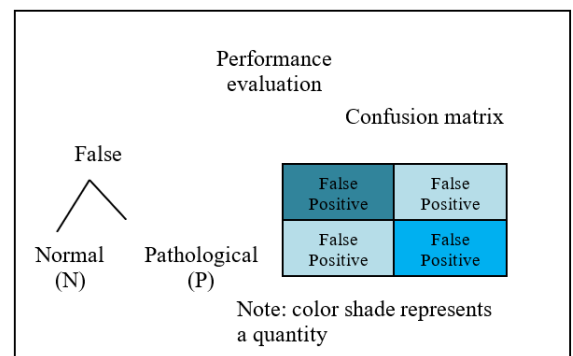 Performance
evaluation
Confusion matrix
False
Normal
(N)
Pathological
(P)
False
Positive
False
Positive
False
Positive
False
Positive
Note: color shade represents
a quantity